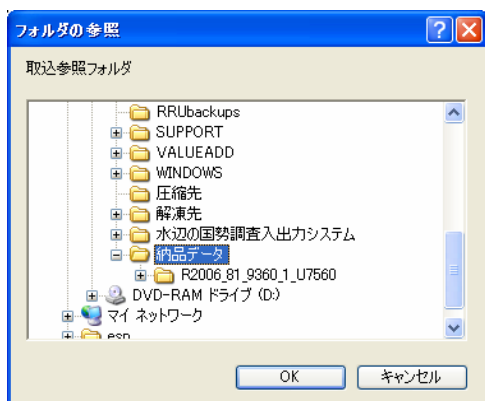 フォルダの参照
取込参照フォルダ
RRUbackups
SUPPORT
VALUEADD
WINDOWS
圧縮先
解凍先
水辺の国勢調査入出力システム
納品データ
R2006_81_9360_1_U7560
DVD-RAM ドライブ (D:)
マイ ネットワーク
esp
OK キャンセル